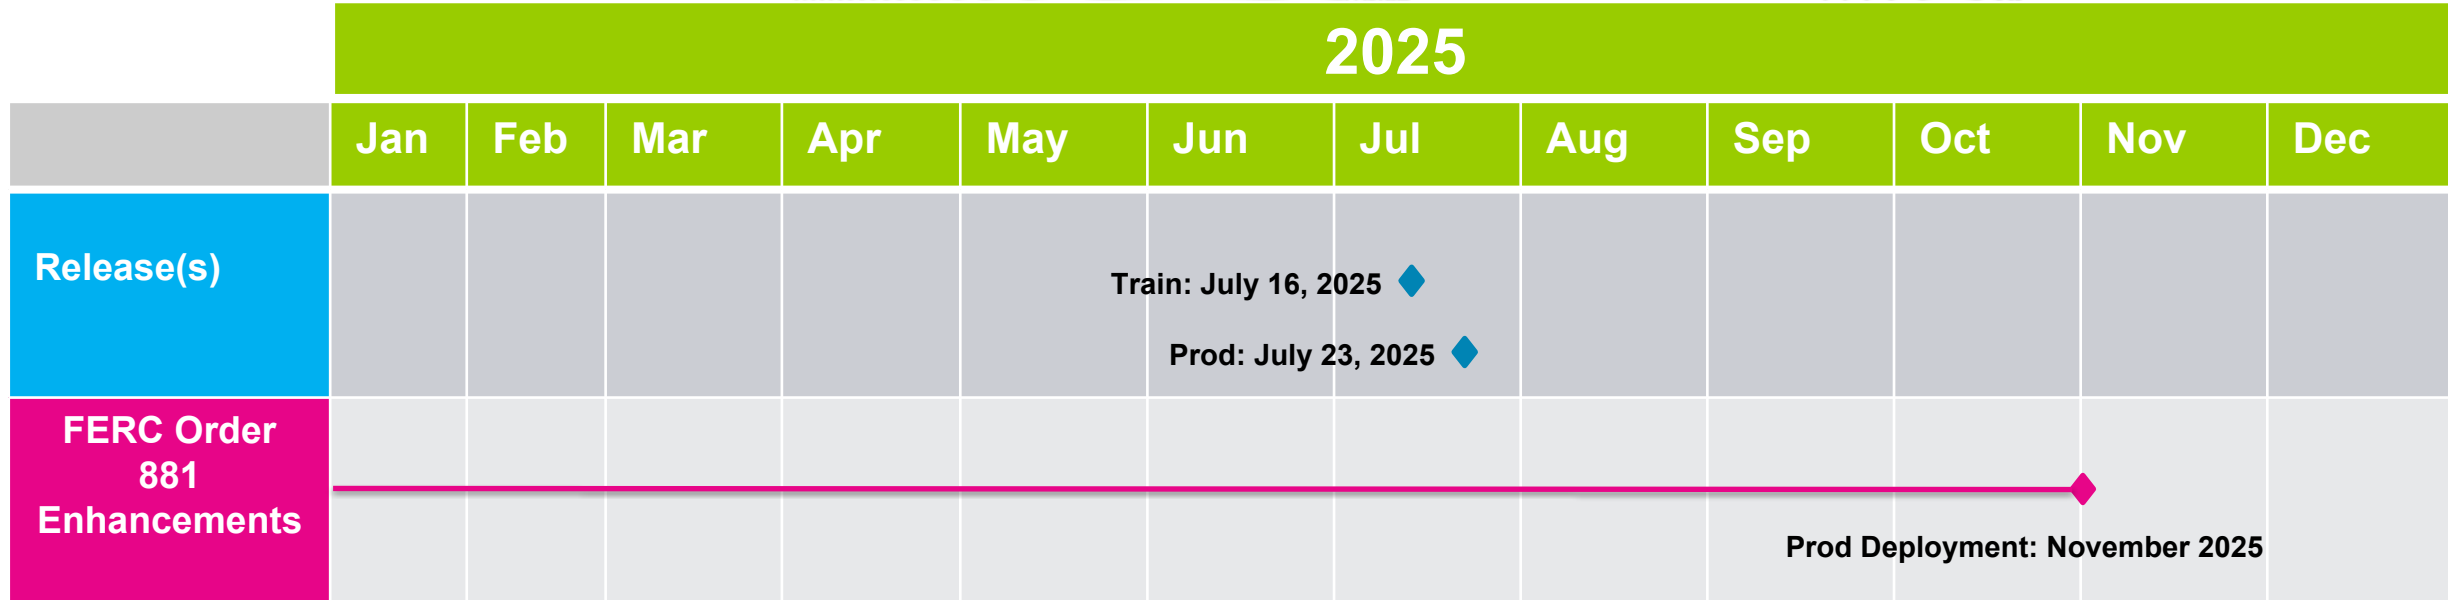 2025
Jan Feb Mar Apr May Jun Jul Aug Sep Oct Nov Dec
Release(s)
Train: July 16, 2025
Prod: July 23, 2025
FERC Order
881
Enhancements
Prod Deployment: November 2025